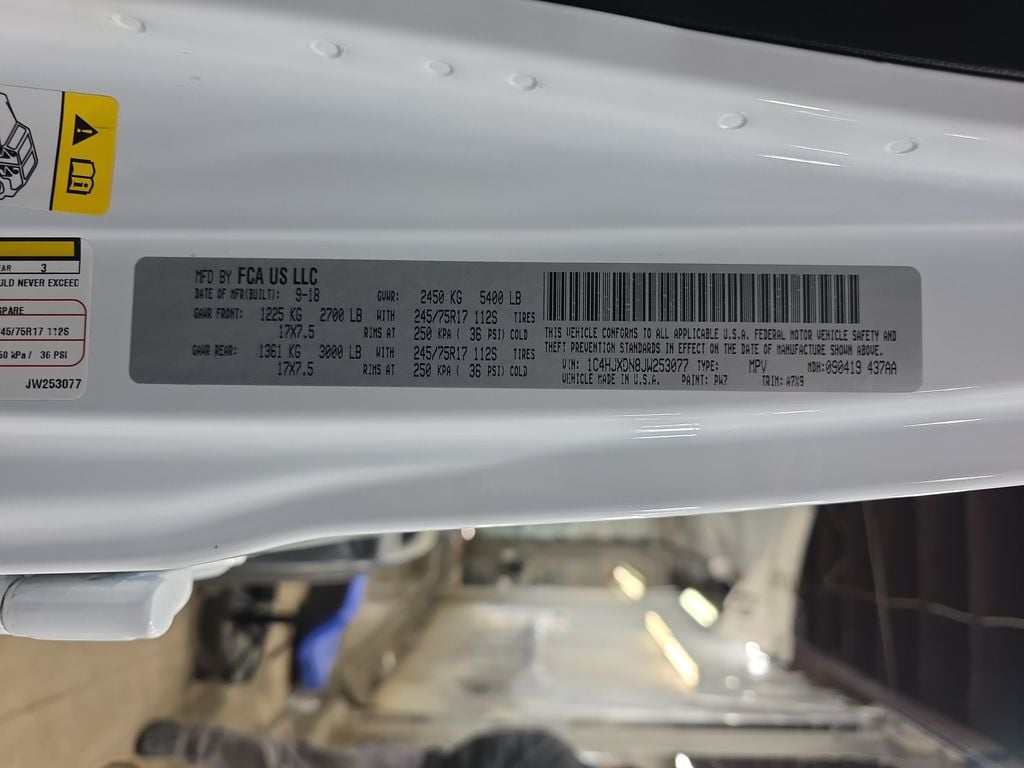 AR 3
ULD NEVER EXCEED
SPARE
245/75R17 112S
50 kPa / 36 PSI
JW253077
MFD BY FCA US LLC
DATE OF MFR(BUILT): 9-18 GVWR: 2450 KG 5400 LB
GAWR FRONT: 1225 KG 2700 LB WITH 245/75R17 112S TIRES
17X7.5 RIMS AT 250 KPA ( 36 PSI) COLD
GAWR REAR: 1361 KG 3000 LB WITH 245/75R17 112S TIRES
17X7.5 RIMS AT 250 KPA ( 36 PSI) COLD
THIS VEHICLE CONFORMS TO ALL APPLICABLE U.S.A. FEDERAL MOTOR VEHICLE SAFETY AND
THEFT PREVENTION STANDARDS IN EFFECT ON THE DATE OF MANUFACTURE SHOWN ABOVE.
VIN: 1C4HJXDN8JW253077 TYPE: MPV MDH:090419 437AA
VEHICLE MADE IN U.S.A. PAINT: PW7 TRIM: A7X9